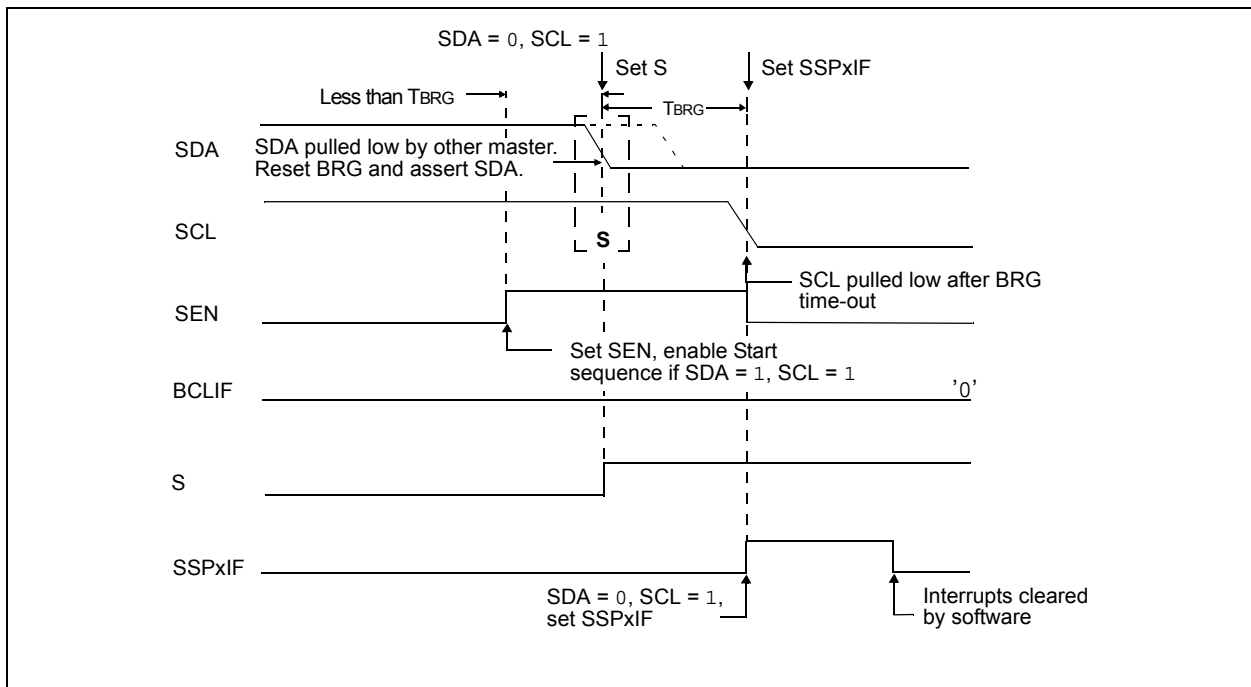 SDA = 0, SCL = 1
Set S
Set SSPxIF
Less than TBRG
TBRG
SDA
SDA pulled low by other master.
Reset BRG and assert SDA.
SCL
S
SCL pulled low after BRG
time-out
SEN
Set SEN, enable Start
sequence if SDA = 1, SCL = 1
BCLIF
'0'
S
SSPxIF
SDA = 0, SCL = 1,
set SSPxIF
Interrupts cleared
by software